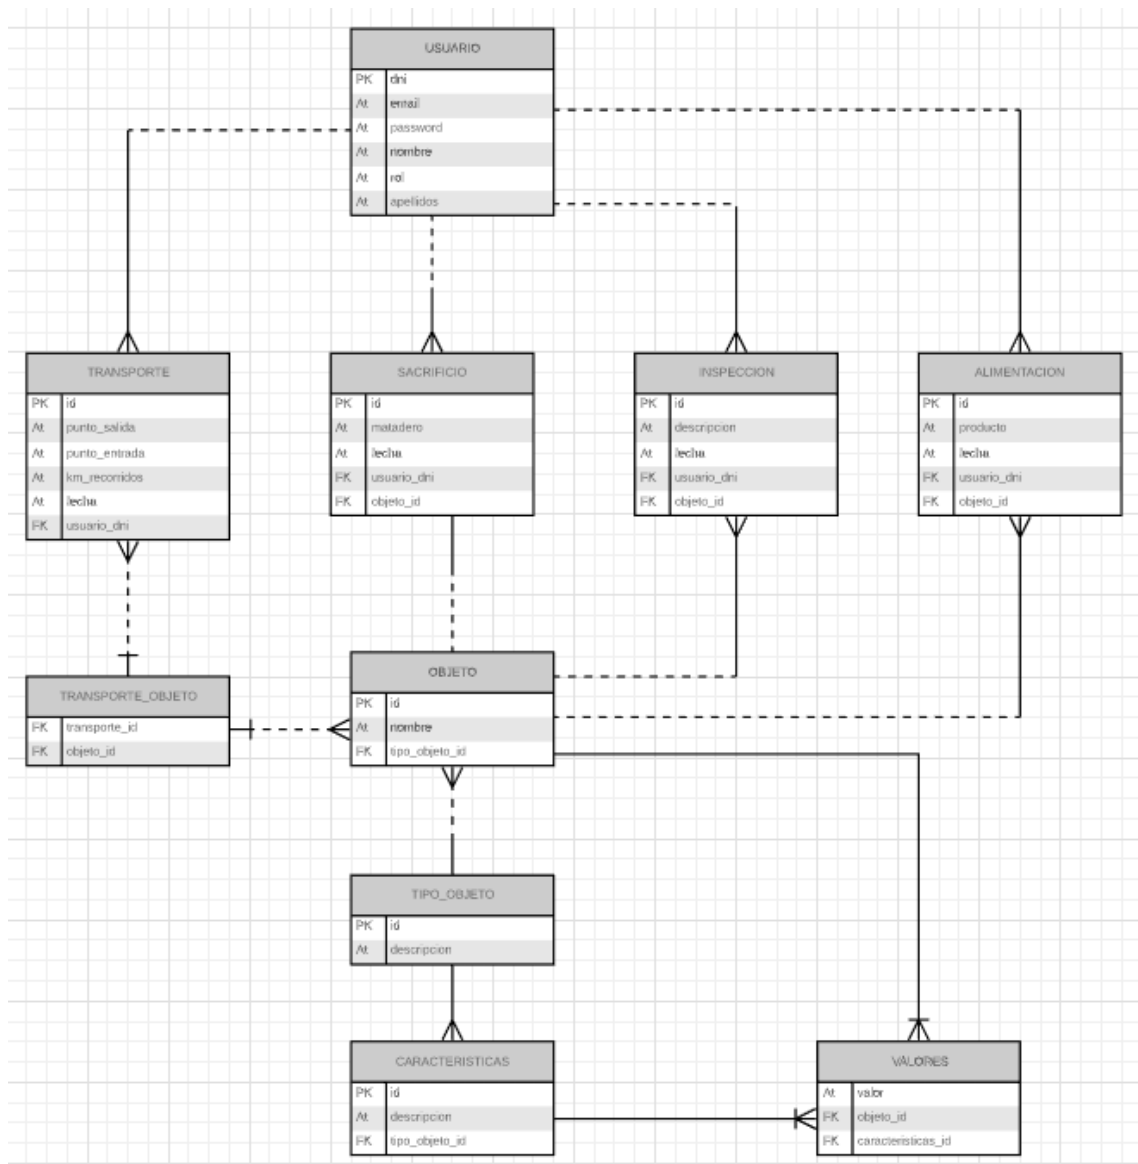 USUARIO
PK dni
At email
At password
At nombre
At rol
At apellidos
TRANSPORTE
PK id
At punto_salida
At punto_entrada
At km_recorridos
At fecha
FK usuario_dni
SACRIFICIO
PK id
At matadero
At fecha
FK usuario_dni
FK objeto_id
INSPECCION
PK id
At descripcion
At fecha
FK usuario_dni
FK objeto_id
ALIMENTACION
PK id
At producto
At fecha
FK usuario_dni
FK objeto_id
TRANSPORTE_OBJETO
FK transporte_id
FK objeto_id
OBJETO
PK id
At nombre
FK tipo_objeto_id
TIPO_OBJETO
PK id
At descripcion
CARACTERISTICAS
PK id
At descripcion
FK tipo_objeto_id
VALORES
At valor
FK objeto_id
FK caracteristicas_id